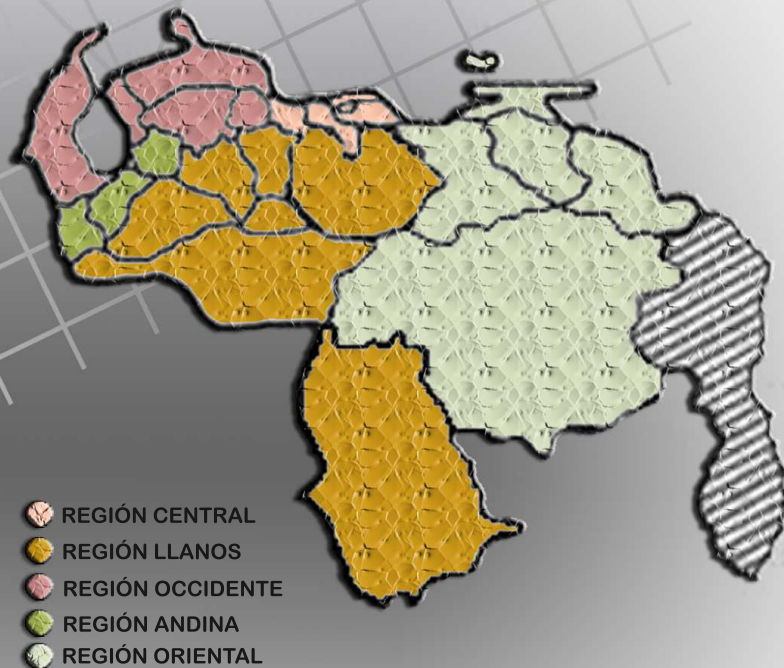 REGIÓN CENTRAL
REGIÓN LLANOS
REGIÓN OCCIDENTE
REGIÓN ANDINA
REGIÓN ORIENTAL